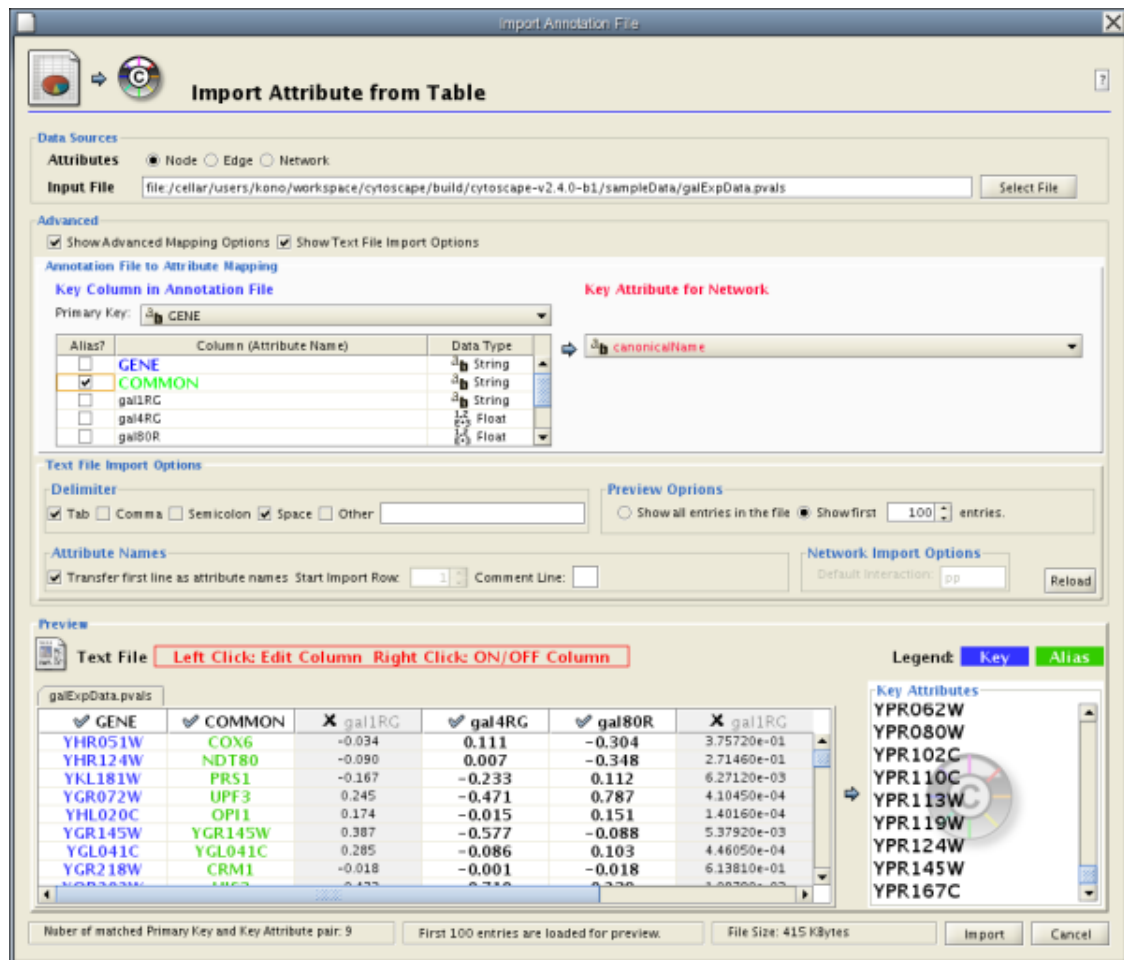 Import Annotation File
Import Attribute from Table
?
Data Sources
Attributes Node Edge Network
Input File file:/cellar/users/kono/workspace/cytoscape/build/cytoscape-v2.4.0-b1/sampleData/galExpData.pvals Select File
Advanced
Show Advanced Mapping Options Show Text File Import Options
Annotation File to Attribute Mapping
Key Column in Annotation File Key Attribute for Network
Primary Key: ab GENE
ab canonicalName
Alias? Column (Attribute Name) Data Type
GENE ab String
COMMON ab String
gal1RG ab String
gal4RG Float
gal80R Float
Text File Import Options
Delimiter Preview Options
Tab Comma Semicolon Space Other Show all entries in the file Show first 100 entries.
Attribute Names Network Import Options
Transfer first line as attribute names Start Import Row: 1 Comment Line: Default Interaction: pp Reload
Preview
Text File Left Click: Edit Column Right Click: ON/OFF Column Legend: Key Alias
galExpData.pvals Key Attributes
GENE COMMON gal1RG gal4RG gal80R gal1RG
YHR051W COX6 -0.034 0.111 -0.304 3.75720e-01
YHR124W NDT80 -0.090 0.007 -0.348 2.71460e-01
YKL181W PRS1 -0.167 -0.233 0.112 6.27120e-03
YGR072W UPF3 0.245 -0.471 0.787 4.10450e-04
YHL020C OPI1 0.174 -0.015 0.151 1.40160e-04
YGR145W YGR145W 0.387 -0.577 -0.088 5.37920e-03
YGL041C YGL041C 0.285 -0.086 0.103 4.46050e-04
YGR218W CRM1 -0.018 -0.001 -0.018 6.13810e-01
YPR062W
YPR080W
YPR102C
YPR110C
YPR113W
YPR119W
YPR124W
YPR145W
YPR167C
Nuber of matched Primary Key and Key Attribute pair: 9 First 100 entries are loaded for preview. File Size: 415 KBytes Import Cancel